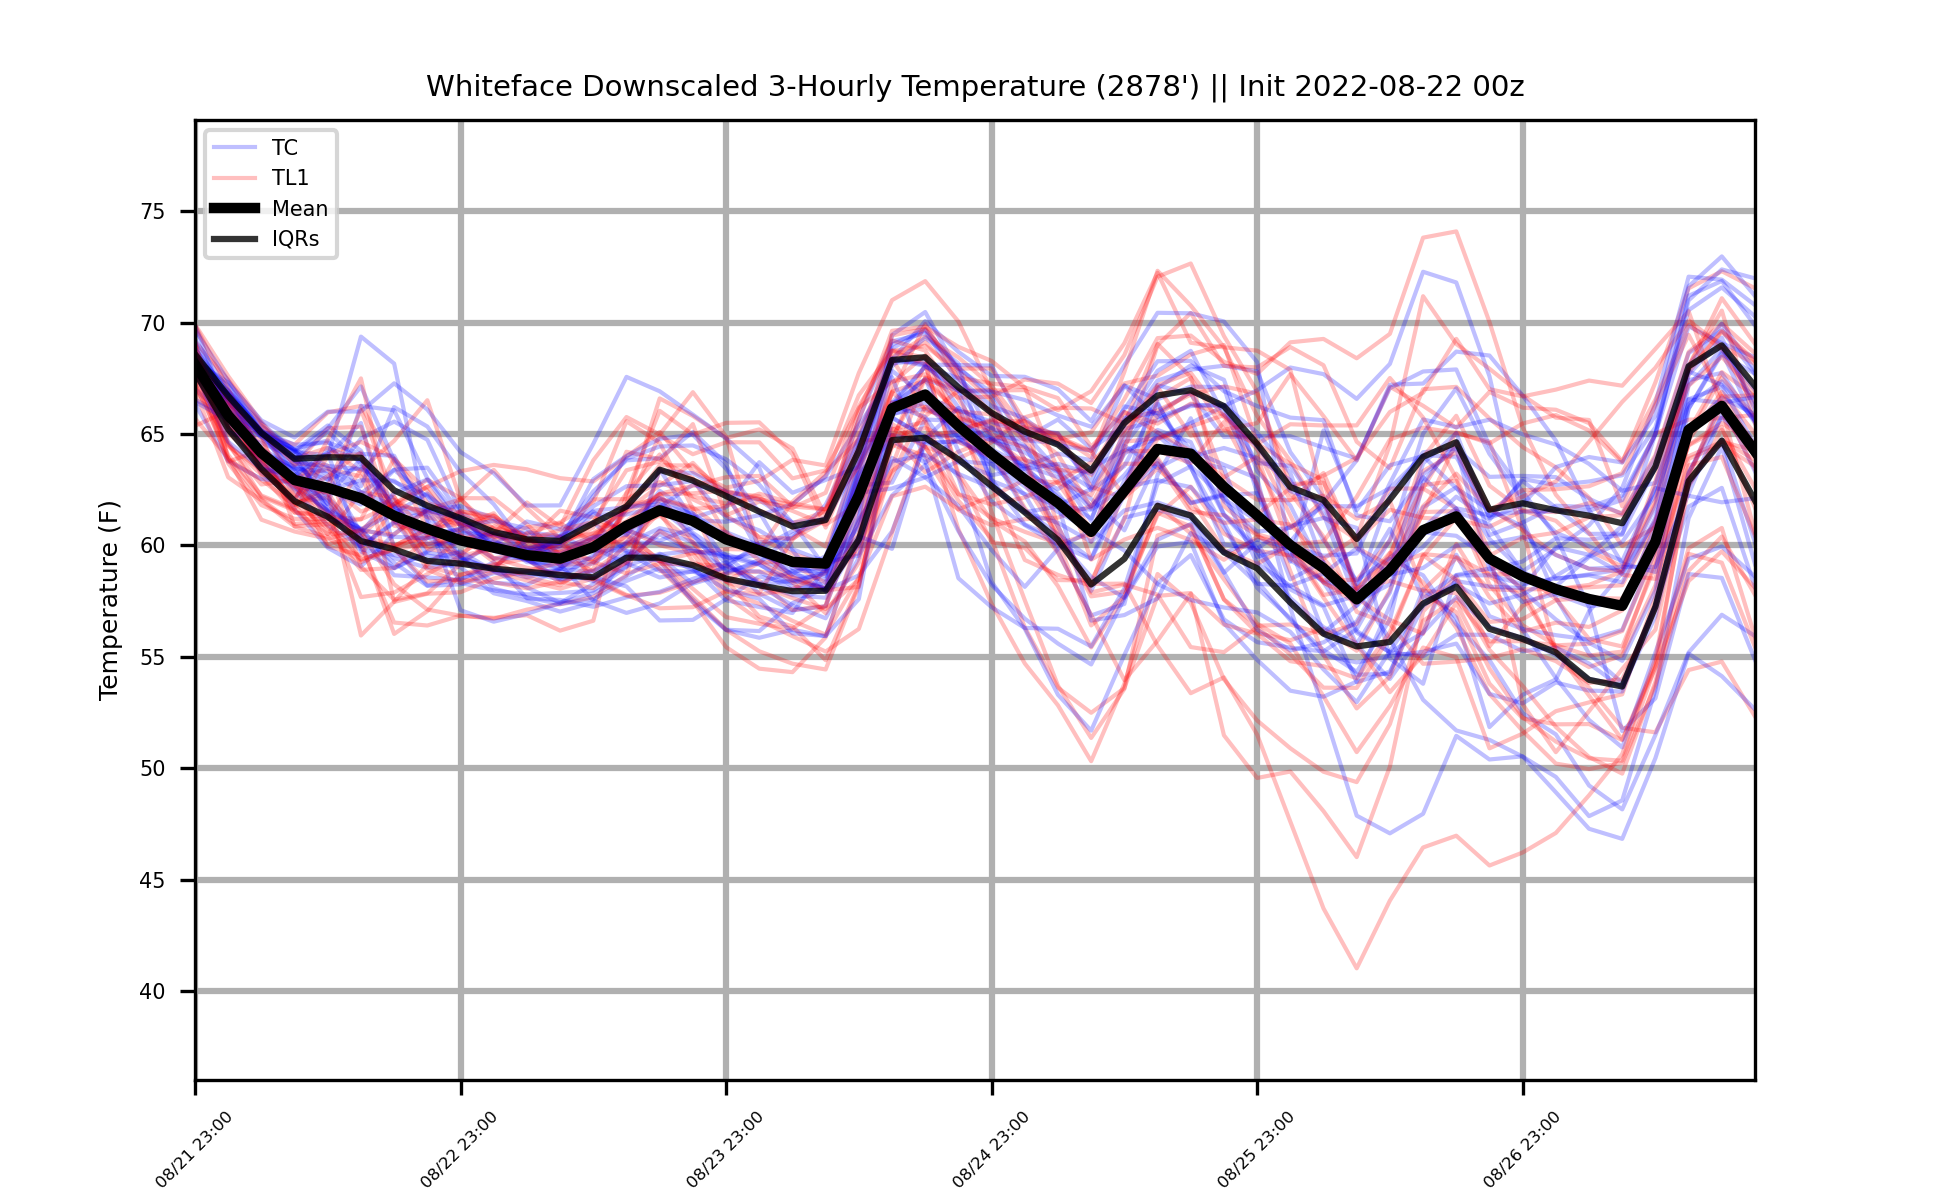 Whiteface Downscaled 3-Hourly Temperature (2878') || Init 2022-08-22 00z
TC
TL1
Mean
IQRs
Temperature (F)
75
70
65
60
55
50
45
40
08/21 23:00
08/22 23:00
08/23 23:00
08/24 23:00
08/25 23:00
08/26 23:00